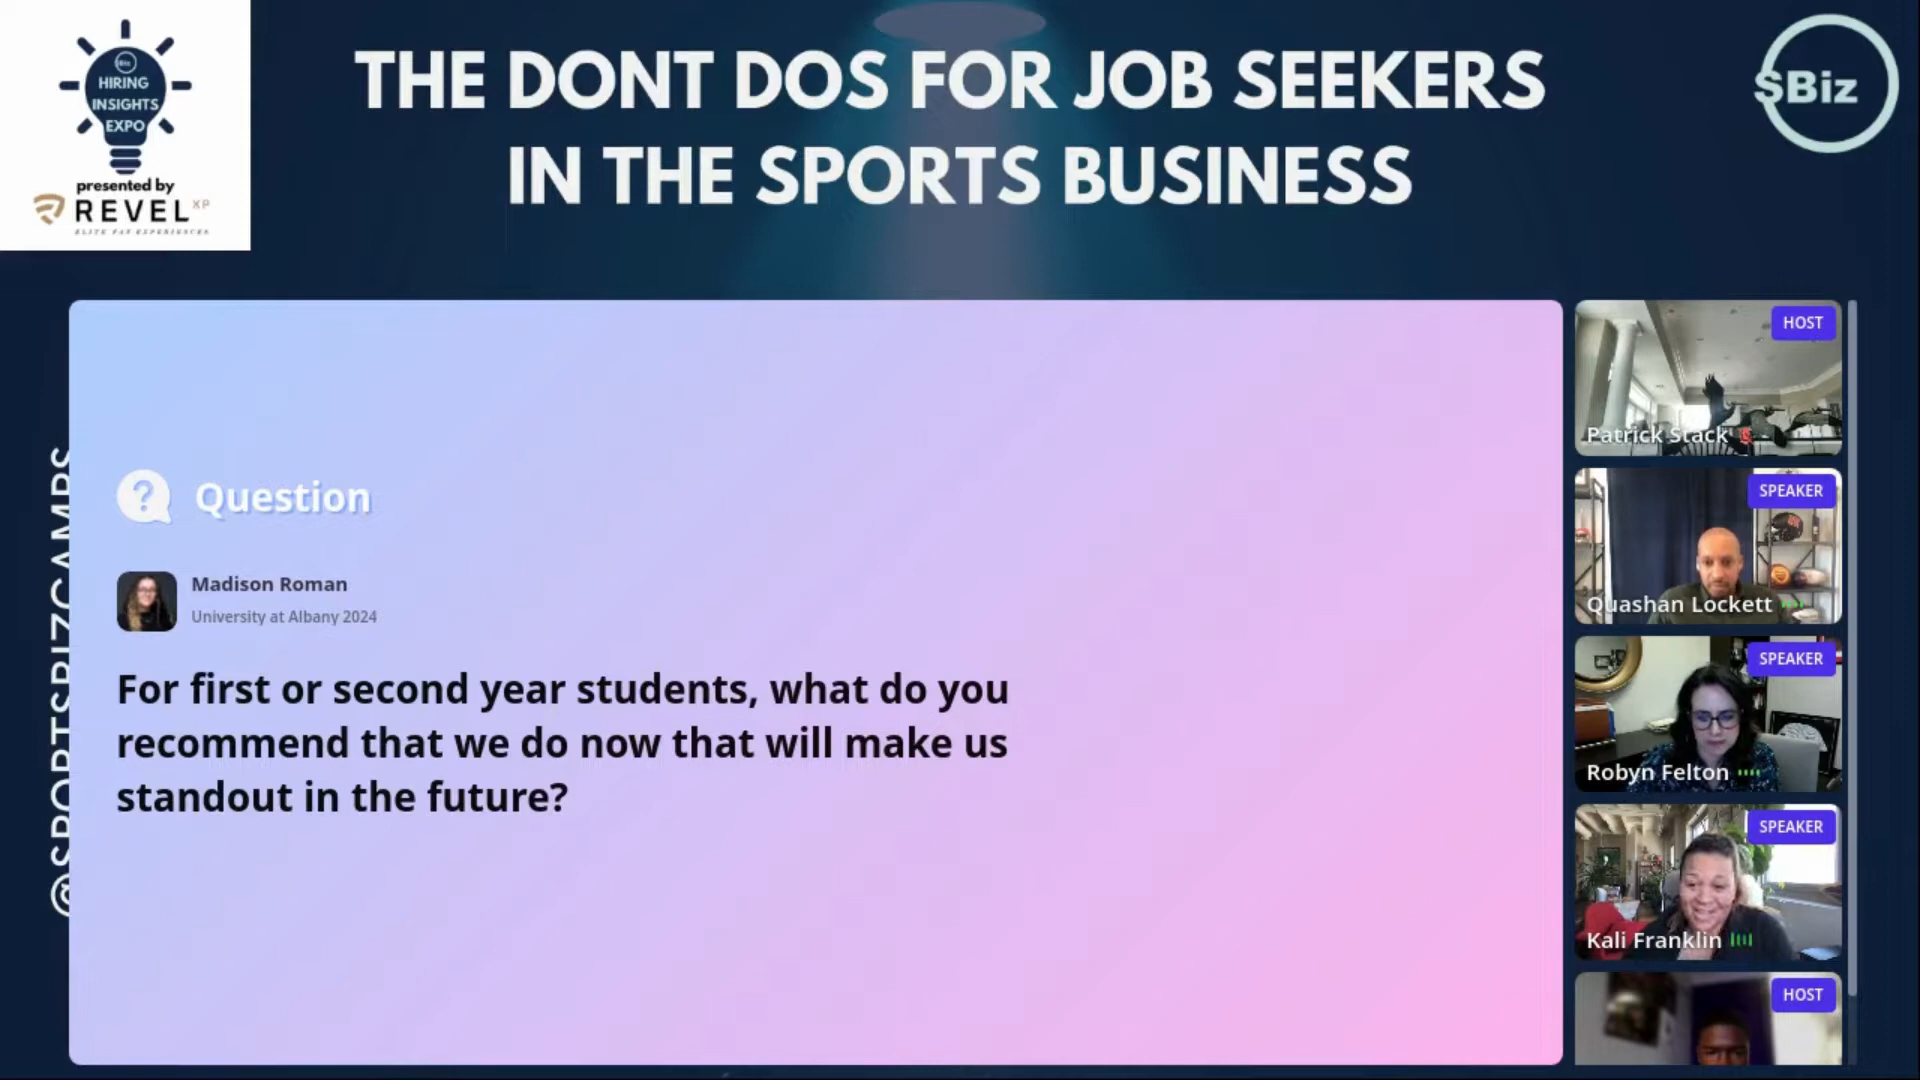 HIRING
INSIGHTS
EXPO
presented by
REVEL XP
ELITE FAN EXPERIENCES
THE DONT DOS FOR JOB SEEKERS
IN THE SPORTS BUSINESS
SBiz
@SPORTSBIZCAMPS
Question
Madison Roman
University at Albany 2024
For first or second year students, what do you
recommend that we do now that will make us
standout in the future?
HOST
Patrick Stack
SPEAKER
Quashan Lockett
SPEAKER
Robyn Felton
SPEAKER
Kali Franklin
HOST